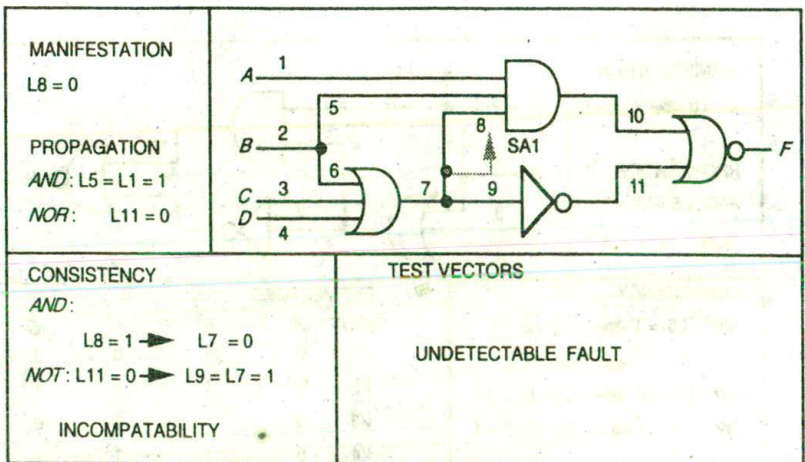 MANIFESTATION
L8 = 0
PROPAGATION
AND: L5 = L1 = 1
NOR: L11 = 0
A 1
5
B 2
6
C 3
D 4
7
8
SA1
9
10
11
F
CONSISTENCY
AND:
L8 = 1 → L7 = 0
NOT: L11 = 0 → L9 = L7 = 1
INCOMPATABILITY
TEST VECTORS
UNDETECTABLE FAULT